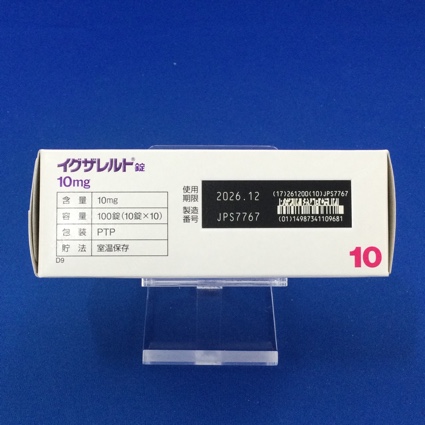 イグザレルト®錠
10mg
含量 10mg
容量 100錠(10錠×10)
包装 PTP
貯法 室温保存
D9
使用期限 2026.12
製造番号 JPS7767
(17)261200(10)JPS7767
(01)14987341109681
10